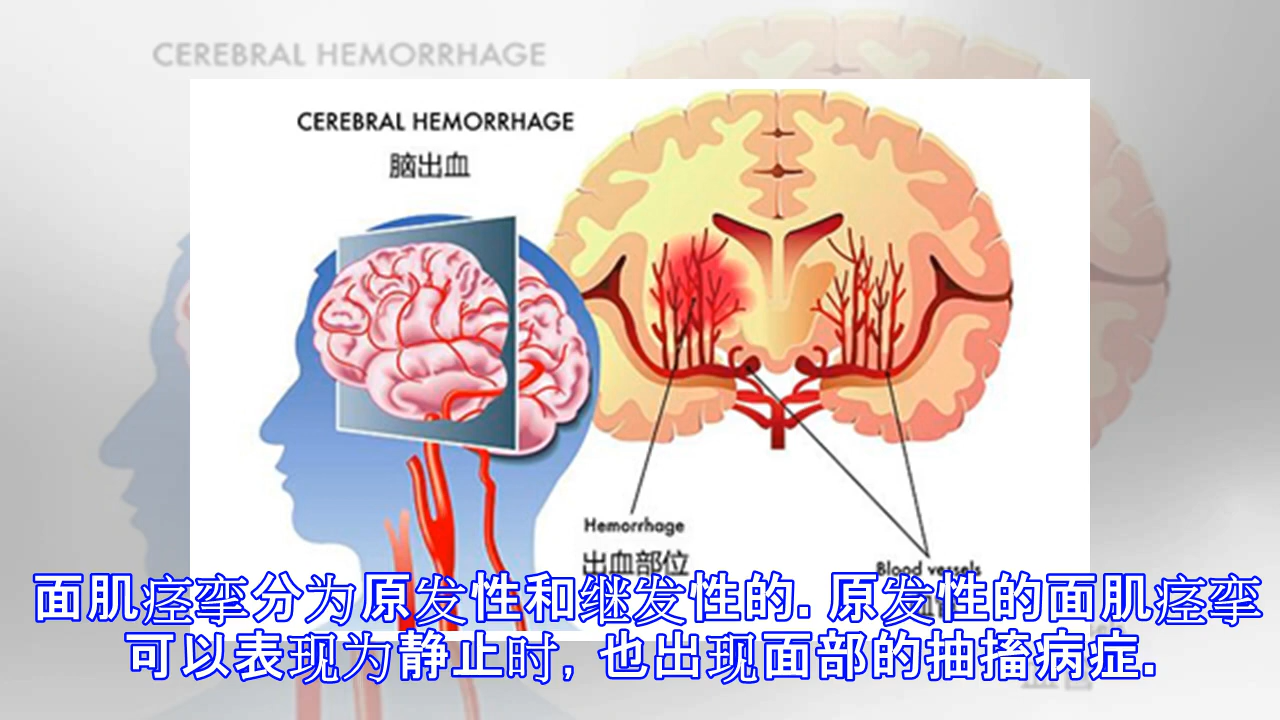 CEREBRAL HEMORRHAGE
CEREBRAL HEMORRHAGE
脑出血
Hemorrhage
出血部位
Blood vessels
面肌痉挛分为原发性和继发性的.原发性的面肌痉挛
可以表现为静止时,也出现面部的抽搐病症.